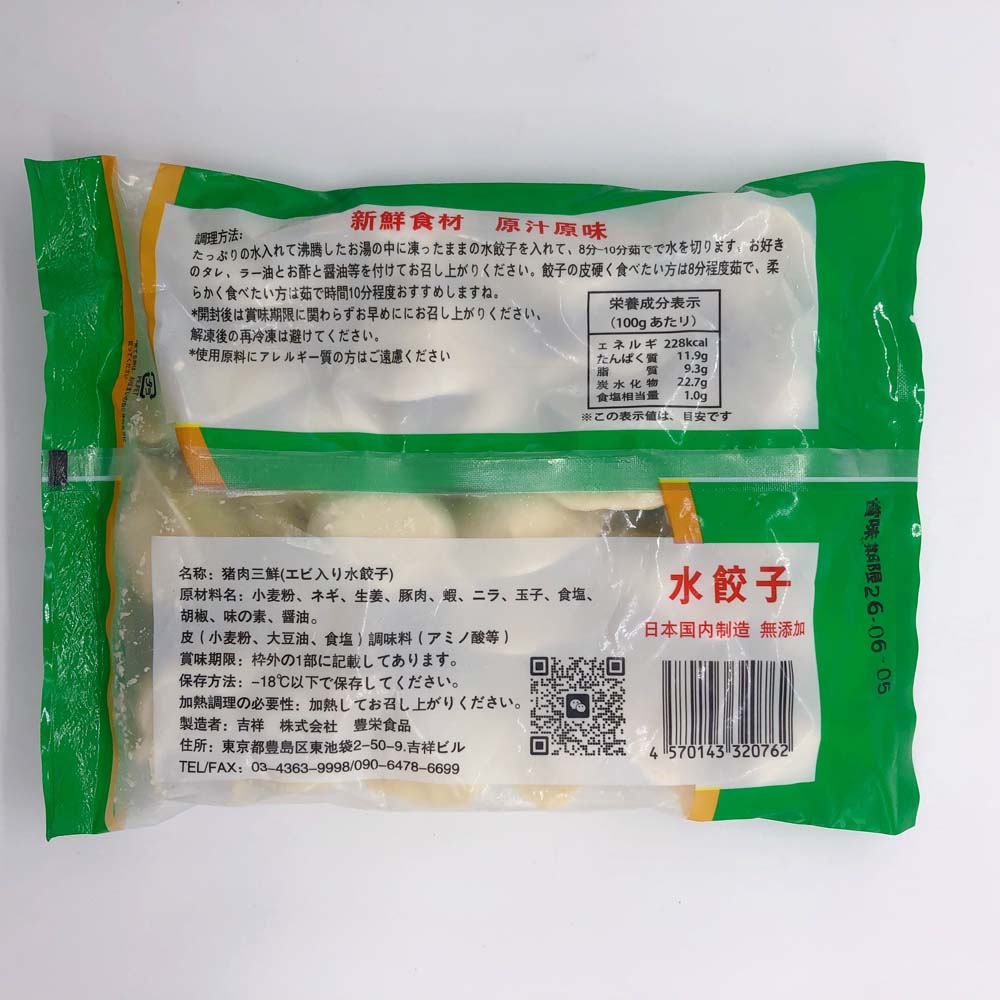 新鮮食材 原汁原味
調理方法:
たっぷりの水入れて沸騰したお湯の中に凍ったままの水餃子を入れて、8分-10分茹でで水を切ります。お好き
のタレ、ラー油とお酢と醤油等を付けてお召し上がりください。餃子の皮硬く食べたい方は8分程度茹で、柔
らかく食べたい方は茹で時間10分程度おすすめしますね。
*開封後は賞味期限に関わらずお早めににお召し上がりください、
解凍後の再冷凍は避けてください。
*使用原料にアレルギー質の方はご遠慮ください
栄養成分表示
(100gあたり)
エネルギ 228kcal
たんぱく質 11.9g
脂質 9.3g
炭水化物 22.7g
食塩相当量 1.0g
※この表示値は、目安です
プラ
賞味期限26-06-05
名称: 猪肉三鮮(エビ入り水餃子)
原材料名: 小麦粉、ネギ、生姜、豚肉、蝦、ニラ、玉子、食塩、
胡椒、味の素、醤油。
皮(小麦粉、大豆油、食塩)調味料(アミノ酸等)
賞味期限: 枠外の1部に記載してあります。
保存方法: -18℃以下で保存してください。
加熱調理の必要性: 加熱してお召し上がりください。
製造者: 吉祥 株式会社 豊栄食品
住所: 東京都豊島区東池袋2-50-9.吉祥ビル
TEL/FAX: 03-4363-9998/090-6478-6699
水餃子
日本国内制造 無添加
4 570143 320762